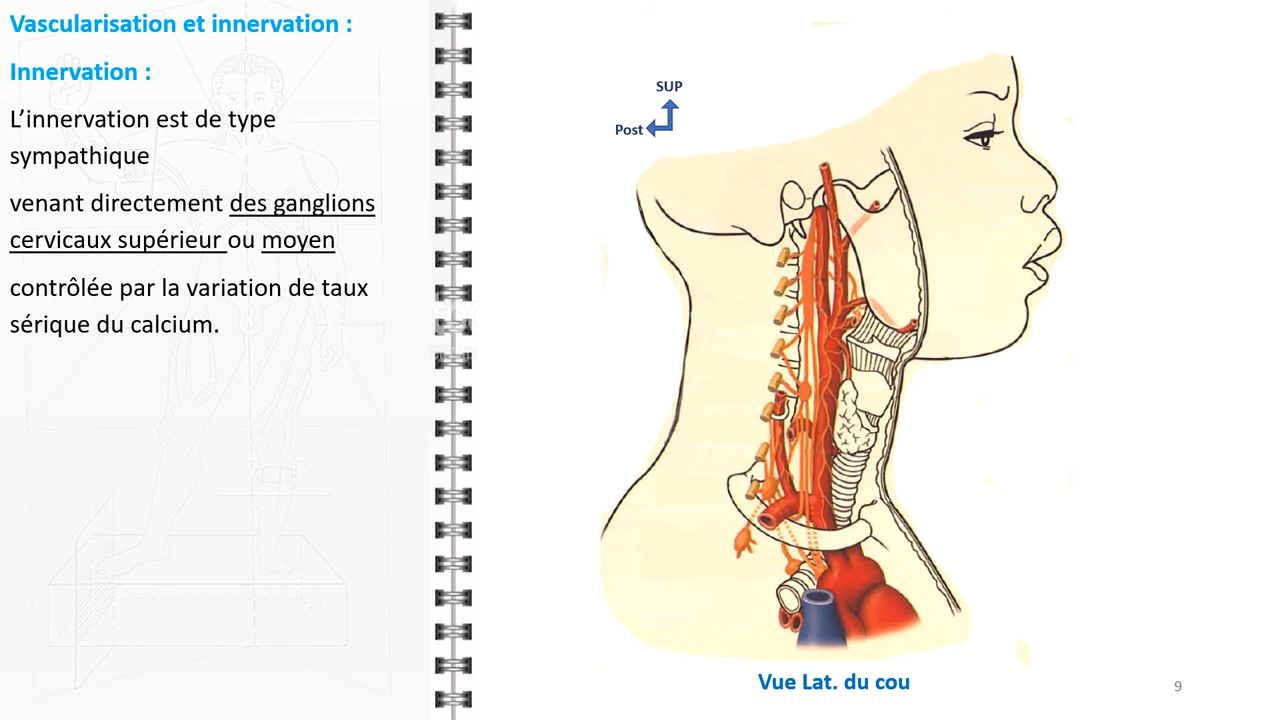 Vascularisation et innervation :
Innervation :
L’innervation est de type
sympathique
venant directement des ganglions
cervicaux supérieur ou moyen
contrôlée par la variation de taux
sérique du calcium.
SUP
Post
Vue Lat. du cou
9